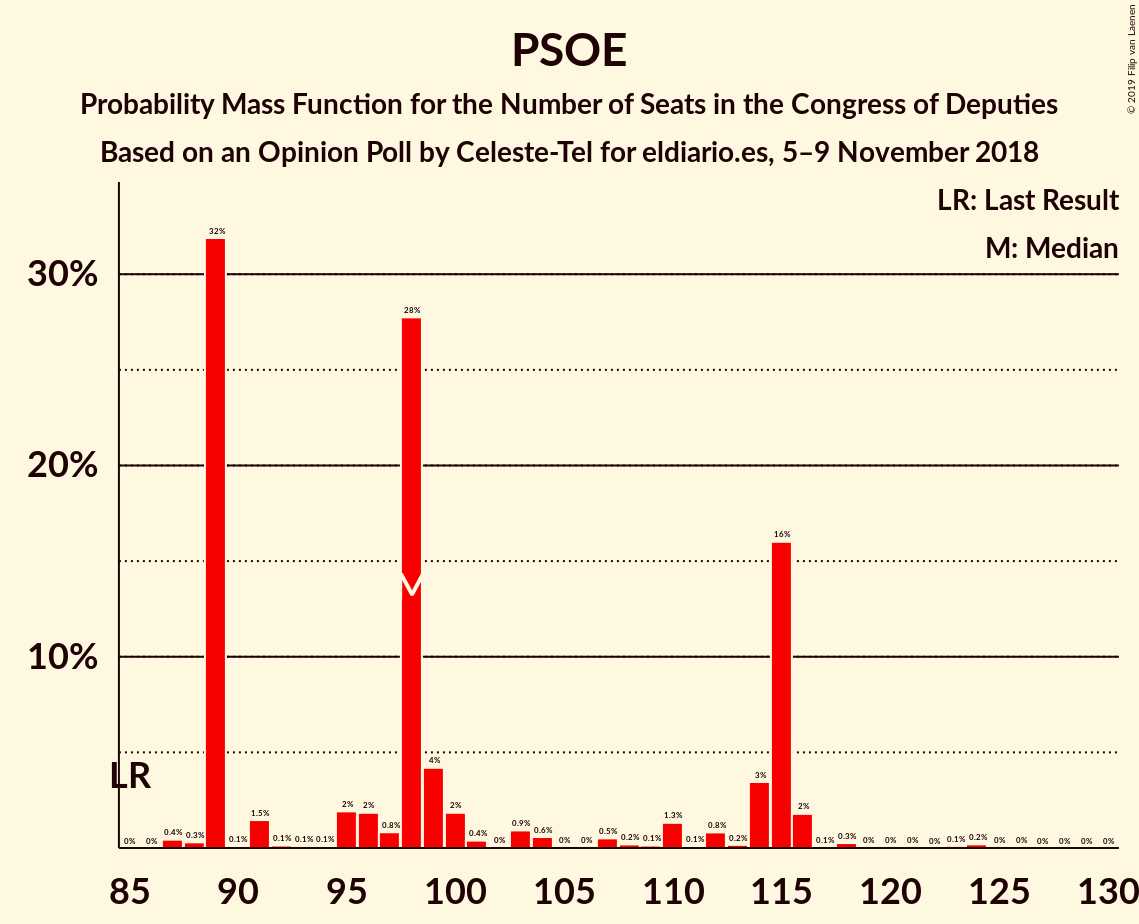 PSOE
Probability Mass Function for the Number of Seats in the Congress of Deputies
Based on an Opinion Poll by Celeste-Tel for eldiario.es, 5–9 November 2018
© 2019 Filip van Laenen
LR: Last Result
M: Median
30%
20%
10%
LR
M
0% 0% 0.4% 0.3% 32% 0.1% 1.5% 0.1% 0.1% 0.1% 2% 2% 0.8% 28% 4% 2% 0.4% 0% 0.9% 0.6% 0% 0% 0.5% 0.2% 0.1% 1.3% 0.1% 0.8% 0.2% 3% 16% 2% 0.1% 0.3% 0% 0% 0% 0% 0.1% 0.2% 0% 0% 0% 0% 0% 0%
85 90 95 100 105 110 115 120 125 130